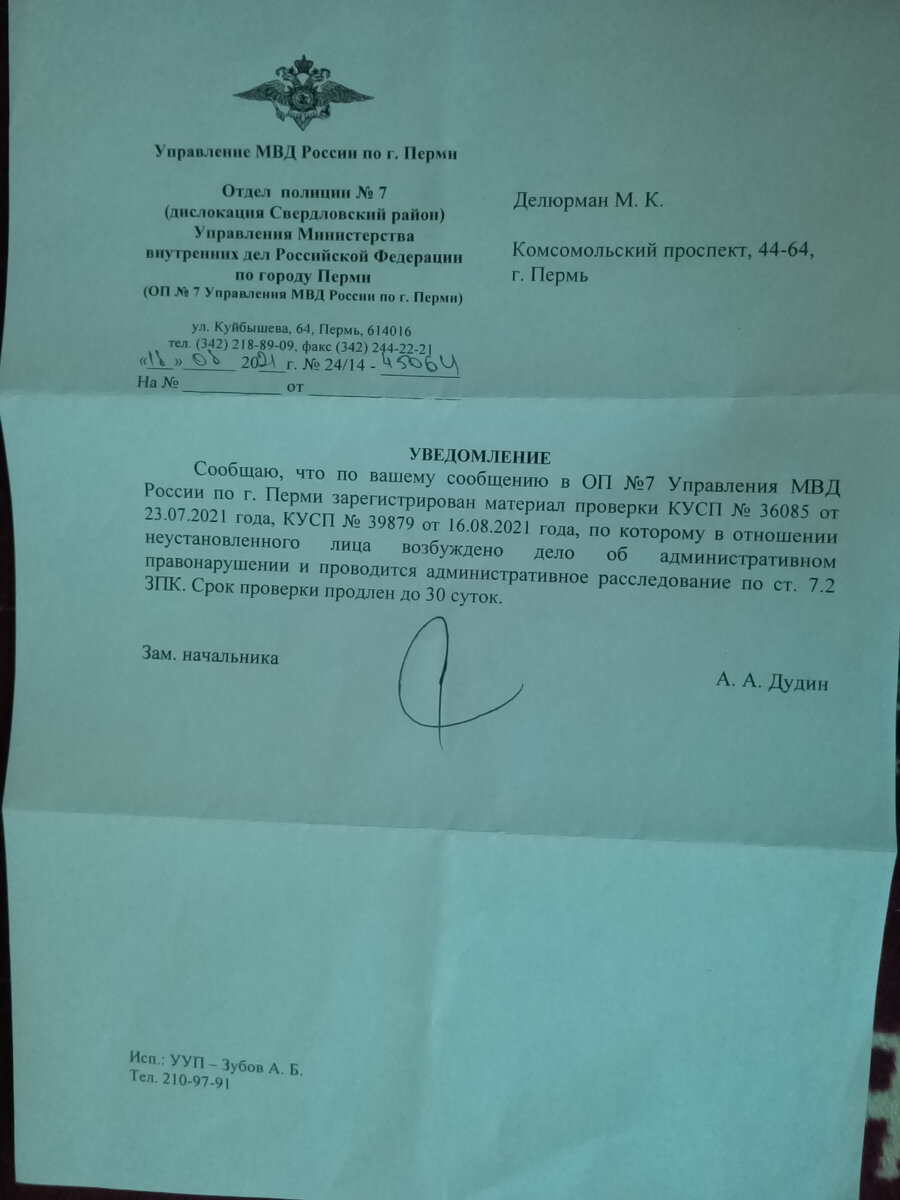 Управление МВД России по г. Перми
Отдел полиции № 7
(дислокация Свердловский район)
Управления Министерства
внутренних дел Российской Федерации
по городу Перми
(ОП № 7 Управления МВД России по г. Перми)
ул. Куйбышева, 64, Пермь, 614016
тел. (342) 218-89-09, факс (342) 244-22-21
«18» 08 2021 г. № 24/14 - 45064
На № ___________ от _______________
Делюрман М. К.
Комсомольский проспект, 44-64,
г. Пермь
УВЕДОМЛЕНИЕ
Сообщаю, что по вашему сообщению в ОП №7 Управления МВД
России по г. Перми зарегистрирован материал проверки КУСП № 36085 от
23.07.2021 года, КУСП № 39879 от 16.08.2021 года, по которому в отношении
неустановленного лица возбуждено дело об административном
правонарушении и проводится административное расследование по ст. 7.2
ЗПК. Срок проверки продлен до 30 суток.
Зам. начальника
А. А. Дудин
Исп.: УУП – Зубов А. Б.
Тел. 210-97-91